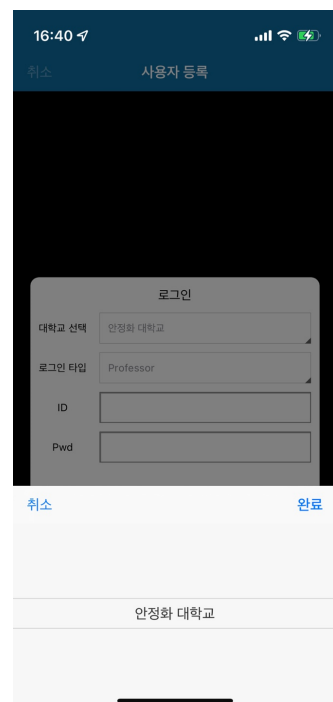 16:40
취소 사용자 등록
로그인
대학교 선택 안정화 대학교
로그인 타입 Professor
ID
Pwd
취소 완료
안정화 대학교